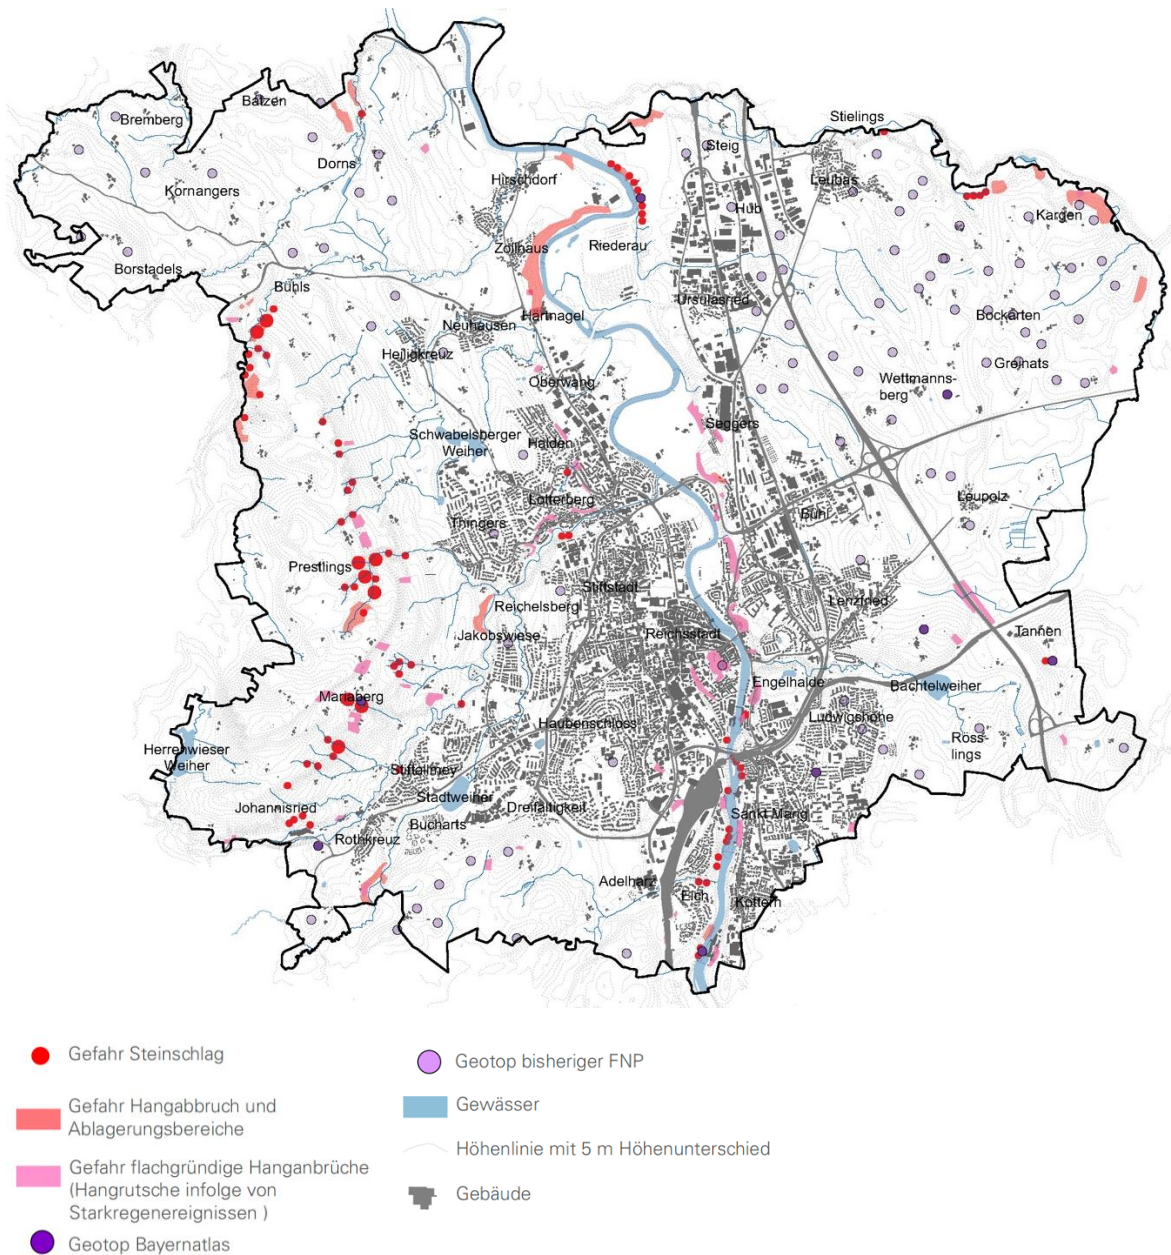 Stielings
Batzen
Bremberg
Steig
Dorns
Hirschdorf
Leubas
Kornangers
Hub
Kargen
Zollhaus
Riederau
Borstadels
Bühls
Ursulasried
Hartnagel
Bockarten
Neuhausen
Heiligkreuz
Greinats
Oberwang
Wettmanns-
berg
Seggers
Schwabelsberger
Weiher
Halden
Lotterberg
Leupolz
Thingers
Bühl
Prestlings
Stiftstadt
Lenzfried
Reichelsberg
Jakobswiese
Reichsstadt
Tannen
Engelhalde
Bachtelweiher
Mariaberg
Haubenschloss
Ludwigshöhe
Röss-
lings
Herrenwieser
Weiher
Stiftallmey
Stadtweiher
Johannisried
Dreifaltigkeit
Sankt Mang
Bucharts
Rothkreuz
Adelharz
Eich
Kottern
Gefahr Steinschlag
Gefahr Hangabbruch und
Ablagerungsbereiche
Gefahr flachgründige Hanganbrüche
(Hangrutsche infolge von
Starkregenereignissen )
Geotop Bayernatlas
Geotop bisheriger FNP
Gewässer
Höhenlinie mit 5 m Höhenunterschied
Gebäude